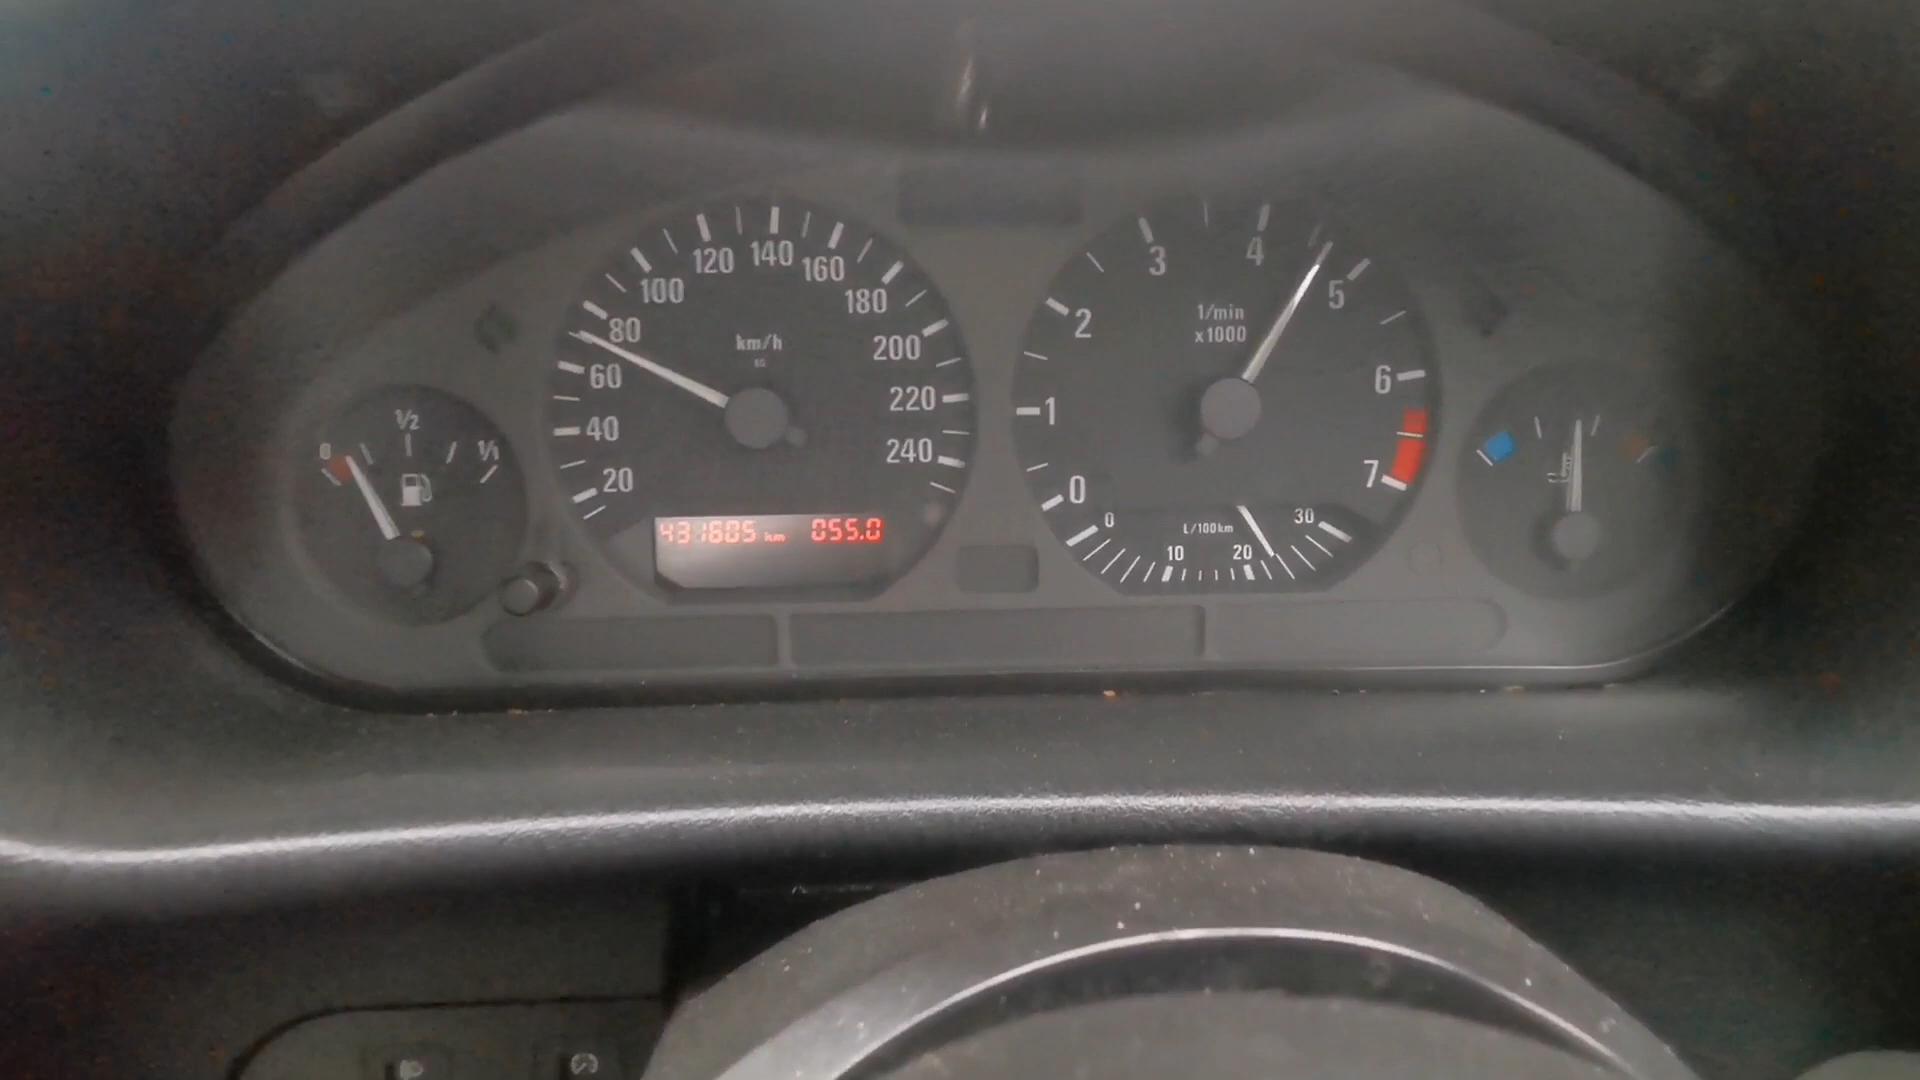 0 1/2 1/1
20 40 60 80 100 120 140 160 180 200 220 240
km/h
EG
431605 km 055.0
0 1 2 3 4 5 6 7
1/min
x1000
0 10 20 30
L/100km